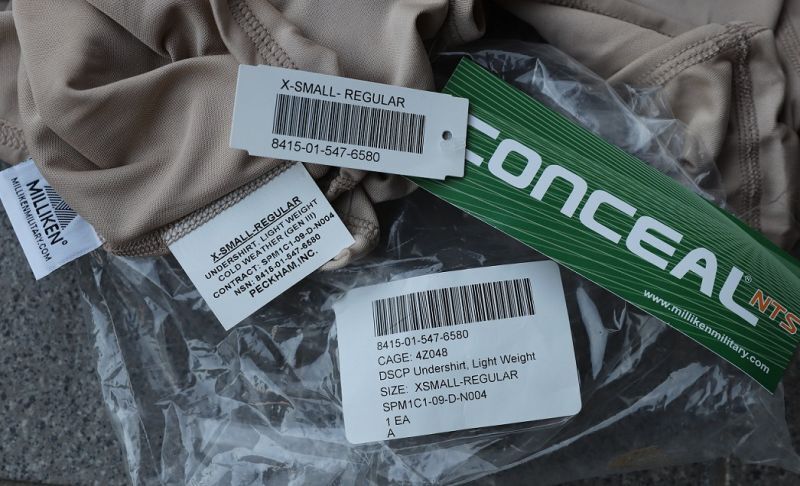 X-SMALL- REGULAR
8415-01-547-6580
CONCEAL® NTS
www.millikenmilitary.com
MILLIKEN®
MILLIKENMILITARY.COM
X-SMALL-REGULAR
UNDERSHIRT, LIGHT WEIGHT
COLD WEATHER (GEN III)
CONTRACT: SPM1C1-09-D-N004
NSN: 8415-01-547-6580
PECKHAM, INC.
8415-01-547-6580
CAGE: 4Z048
DSCP Undershirt, Light Weight
SIZE: XSMALL-REGULAR
SPM1C1-09-D-N004
1 EA
A